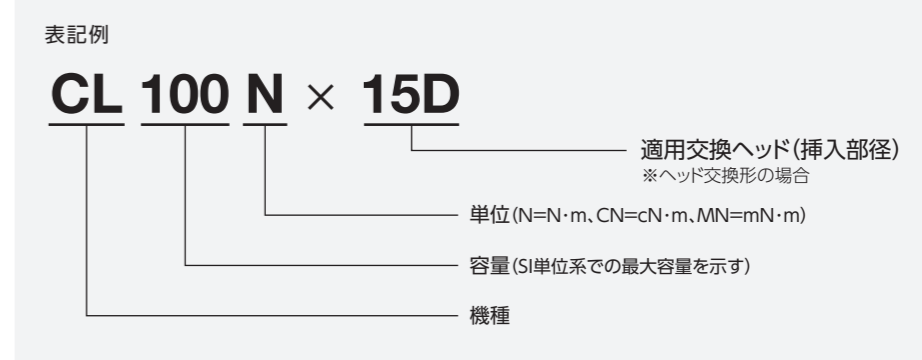 表記例
CL 100 N × 15D
適用交換ヘッド(挿入部径)
※ヘッド交換形の場合
単位(N=N·m、CN=cN·m、MN=mN·m)
容量(SI単位系での最大容量を示す)
機種